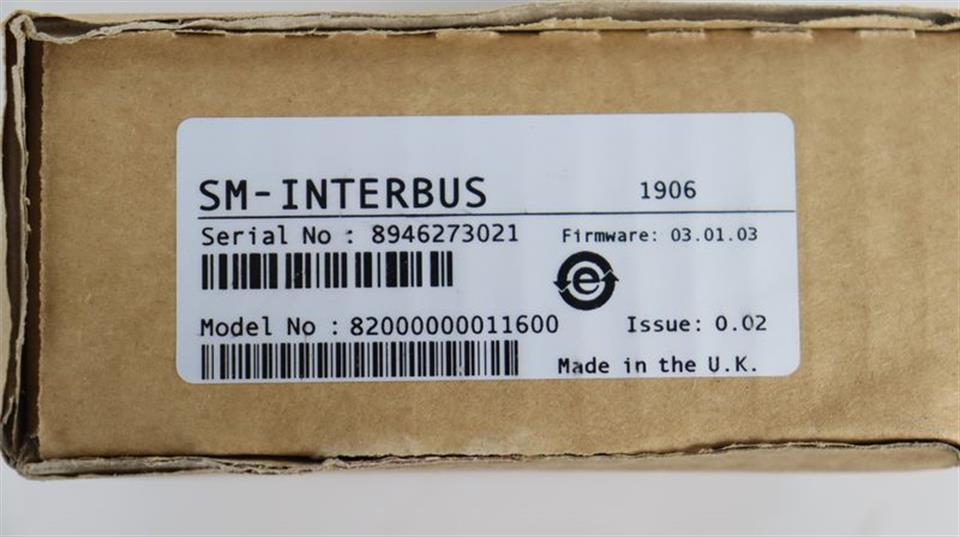 SM-INTERBUS 1906
Serial No : 8946273021 Firmware: 03.01.03
e
Model No : 82000000011600 Issue: 0.02
Made in the U.K.